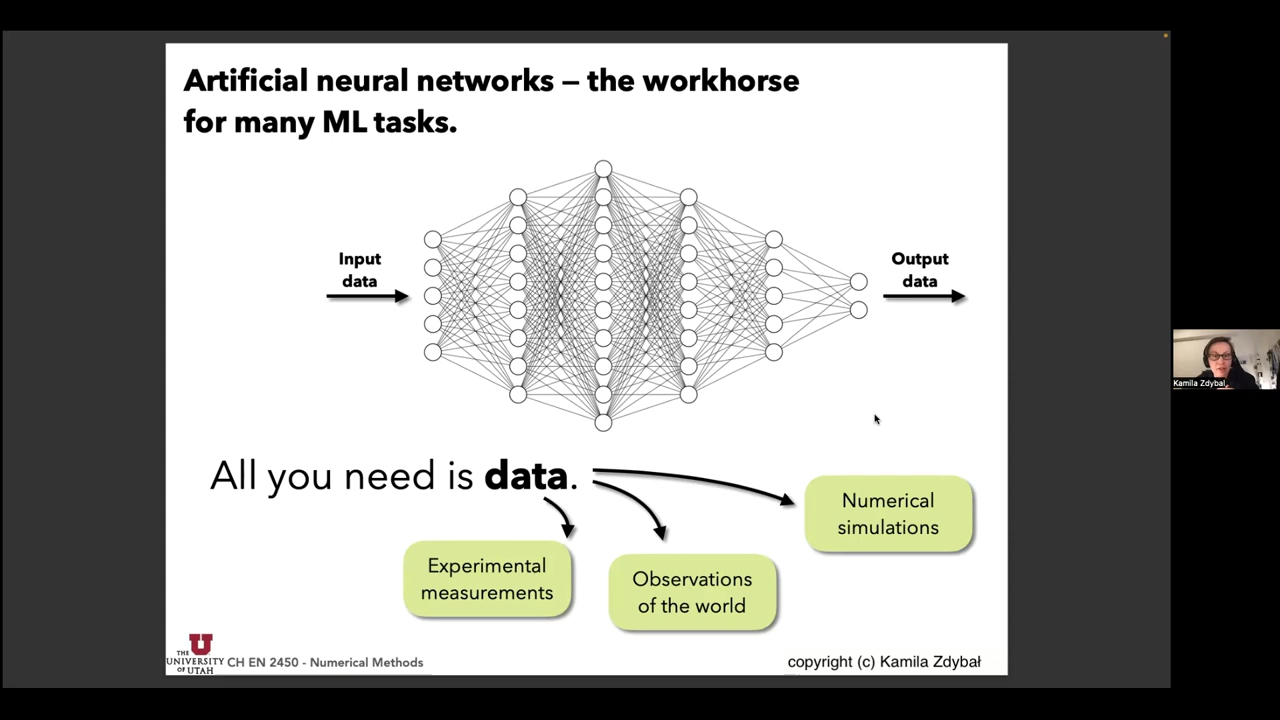 Artificial neural networks – the workhorse
for many ML tasks.
Input
data
Output
data
All you need is data.
Numerical
simulations
Experimental
measurements
Observations
of the world
THE
UNIVERSITY
OF UTAH
CH EN 2450 - Numerical Methods
copyright (c) Kamila Zdybał
Kamila Zdybał